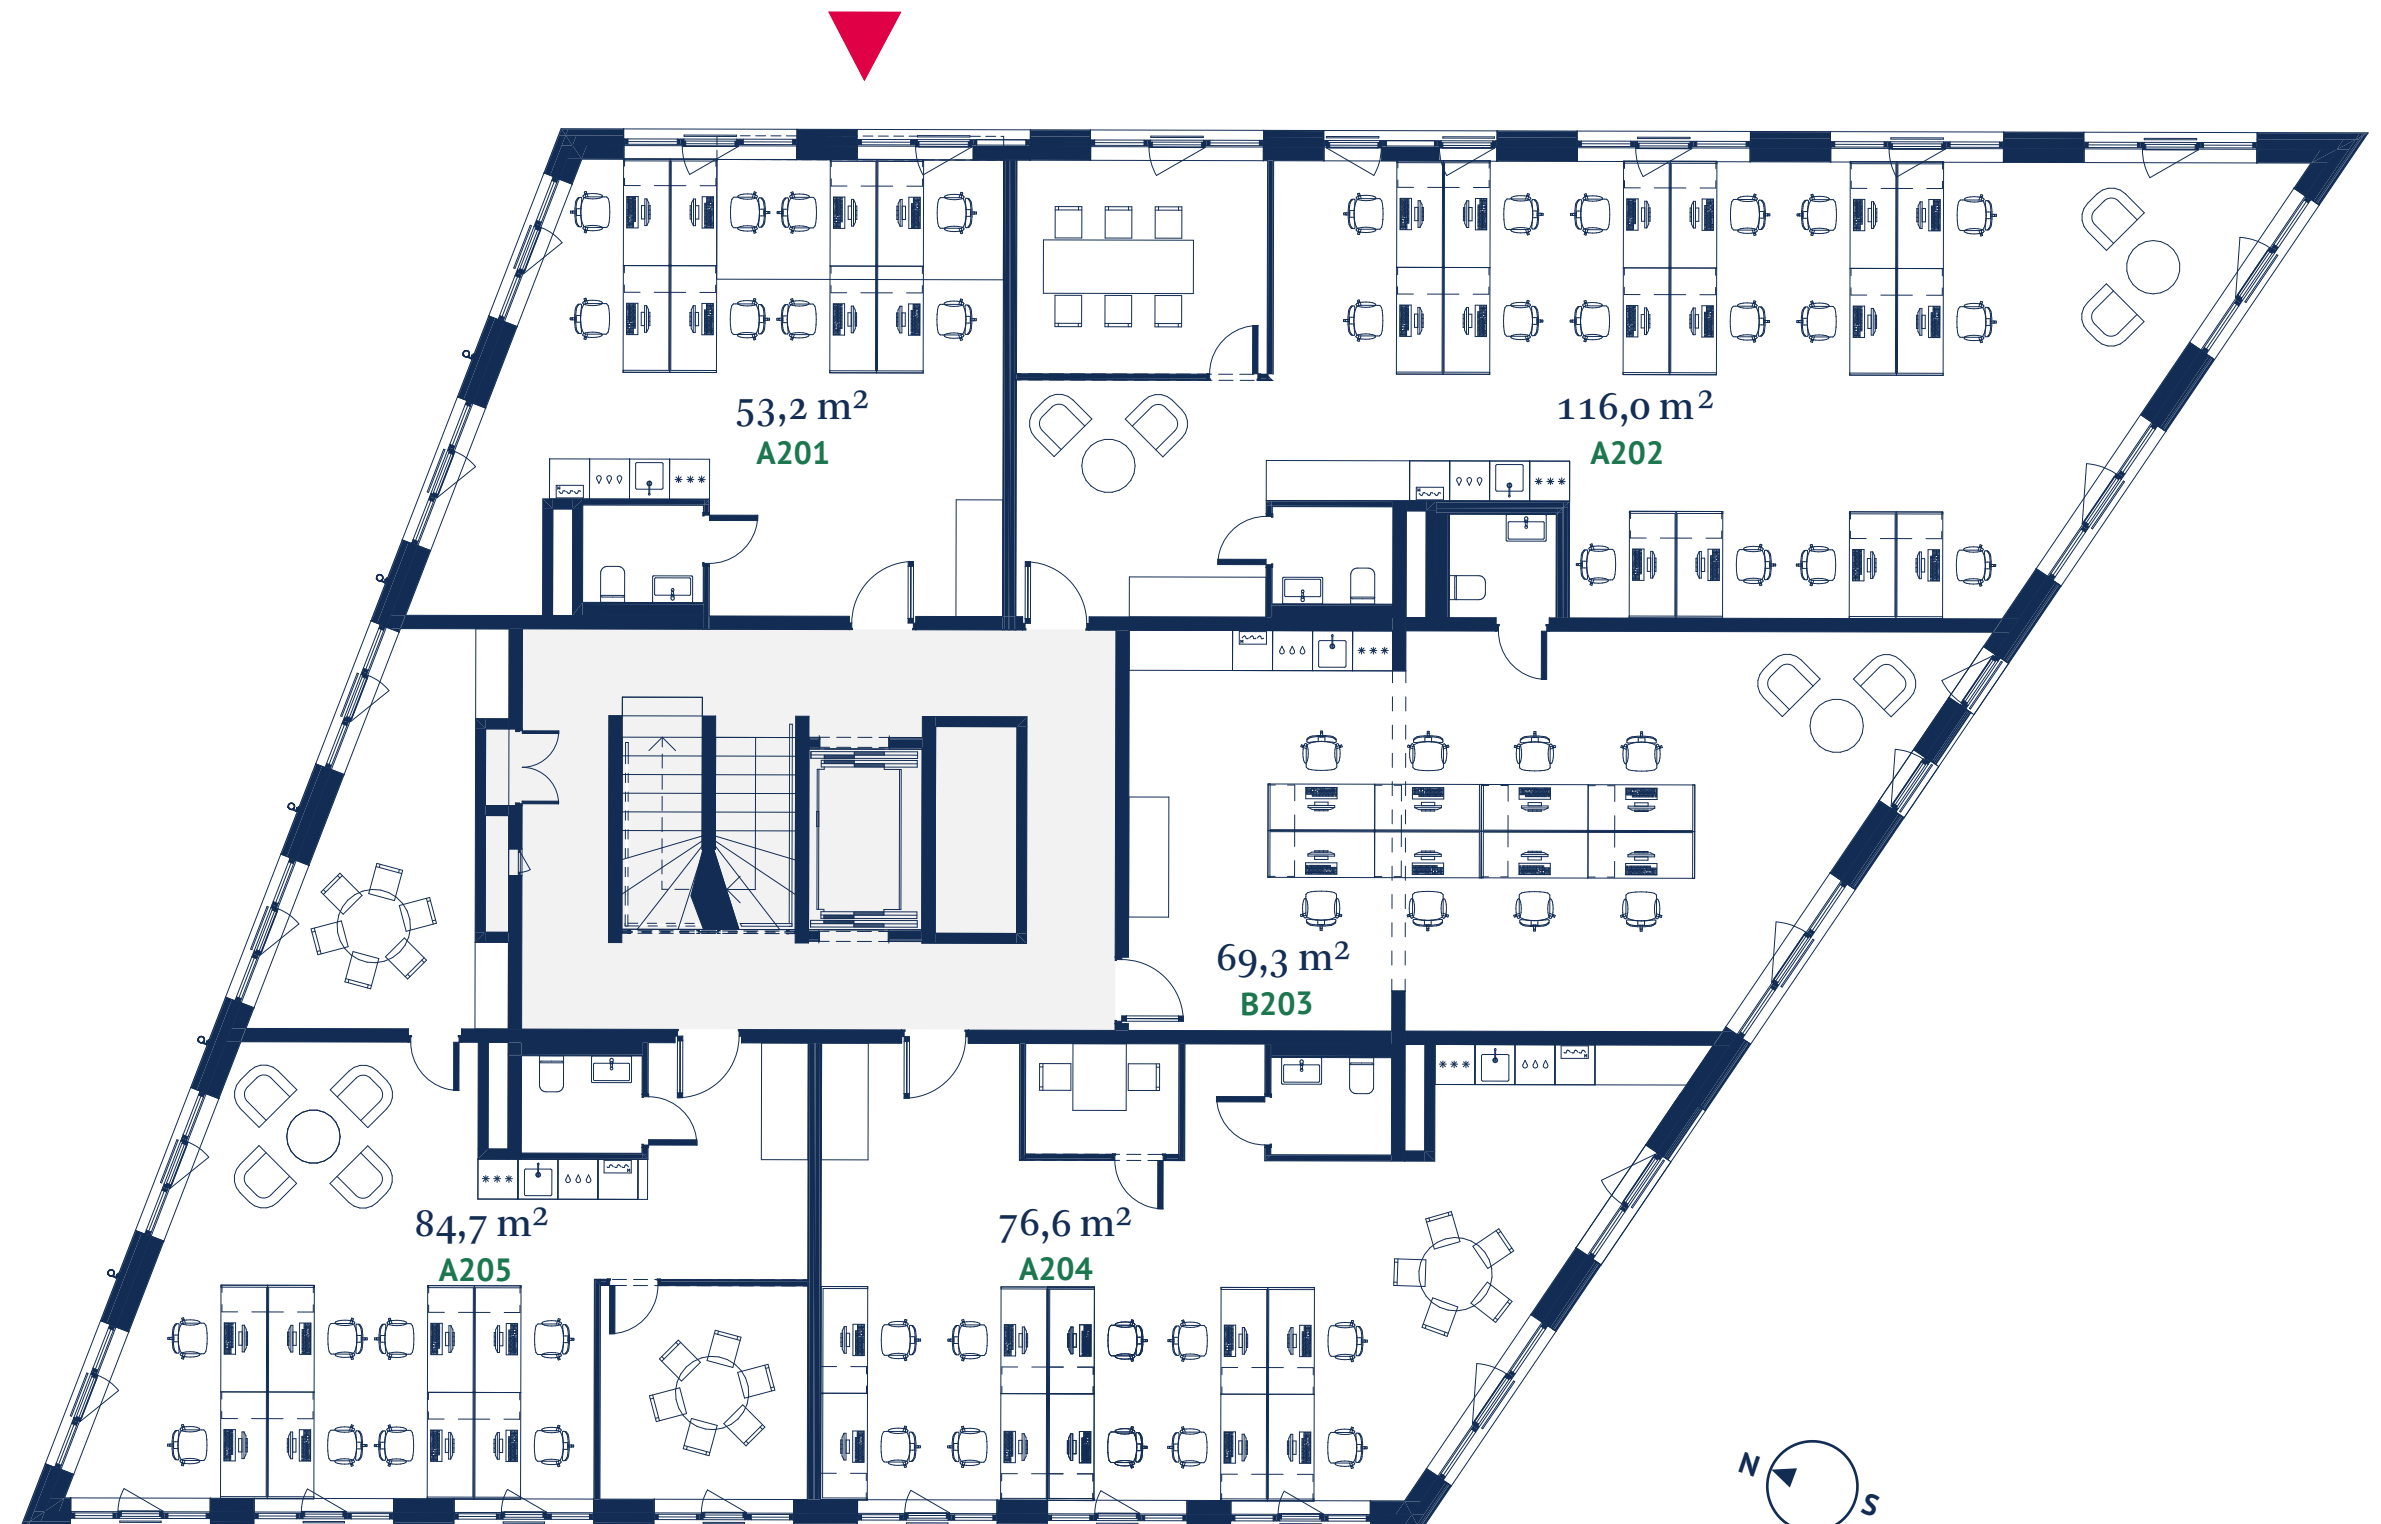 53,2 m²
A201
116,0 m²
A202
69,3 m²
B203
84,7 m²
A205
76,6 m²
A204
N
S